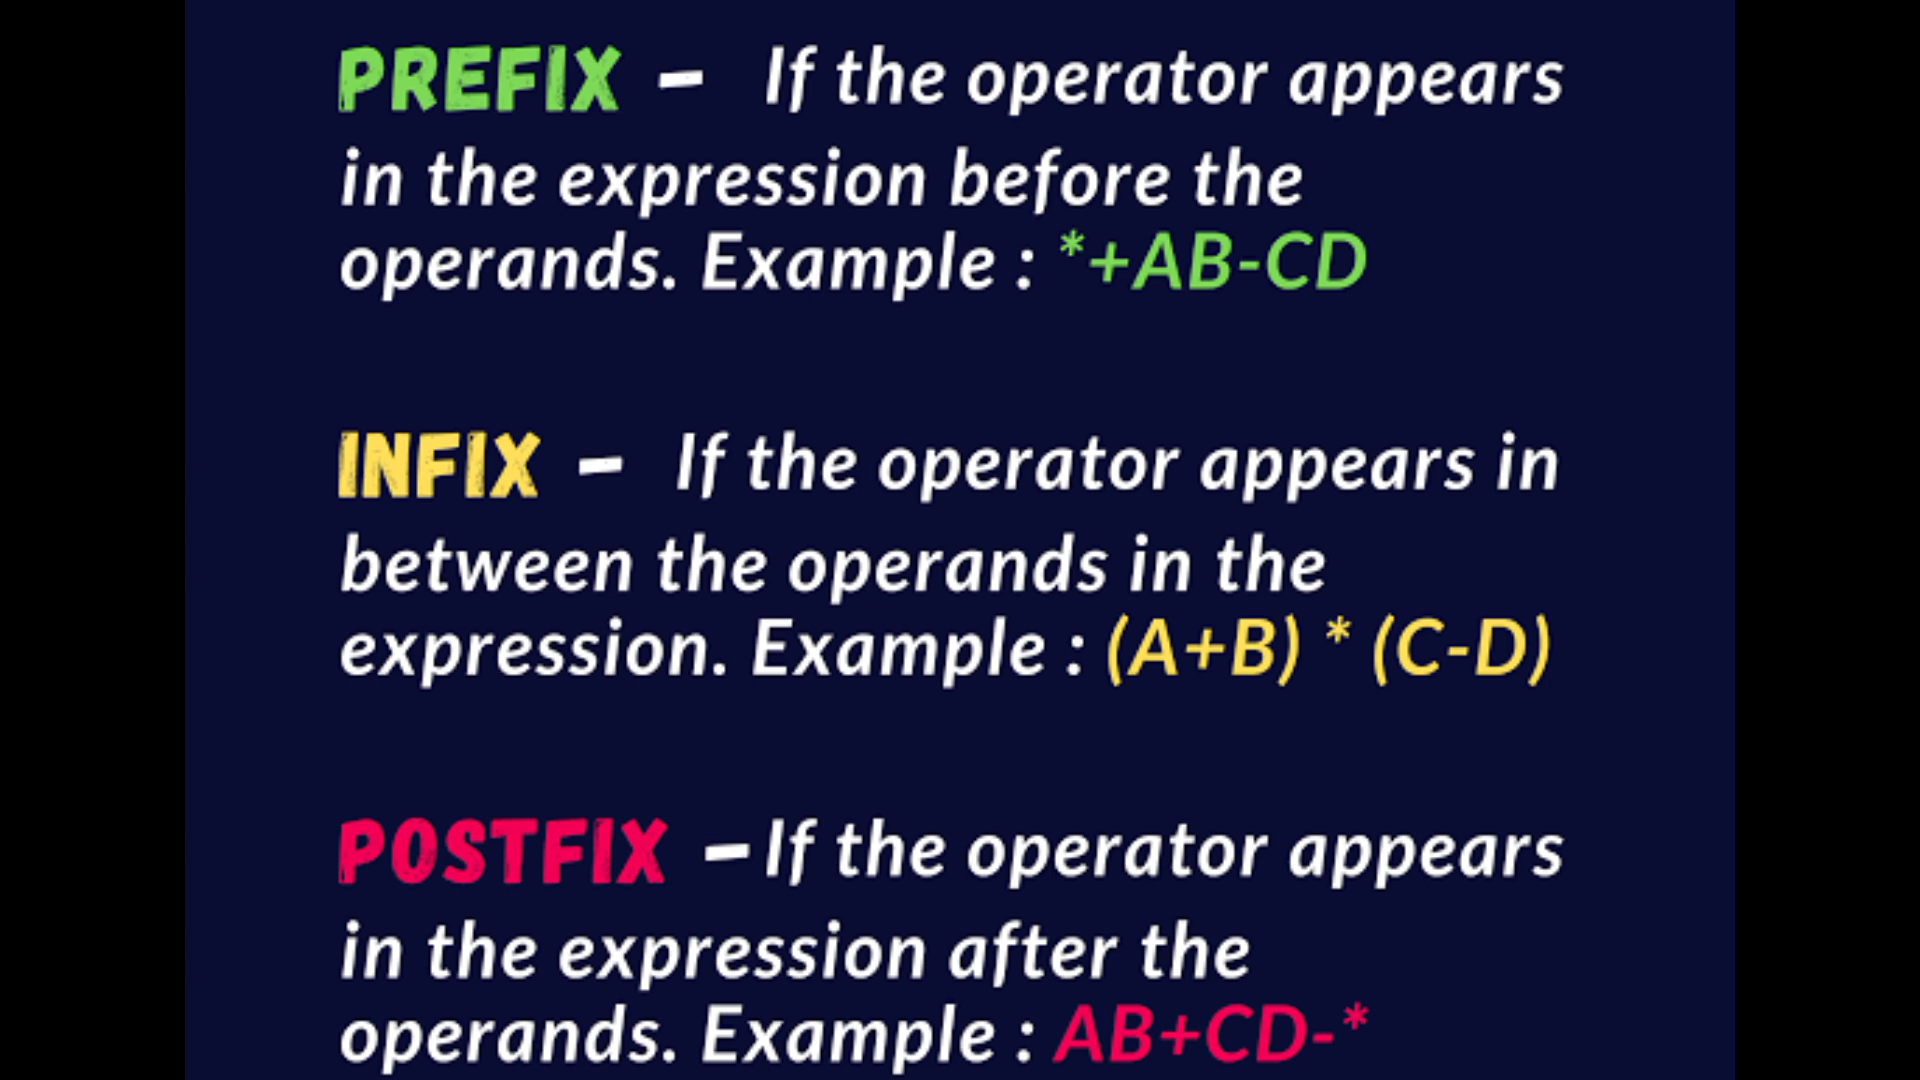 PREFIX - If the operator appears
in the expression before the
operands. Example : *+AB-CD
INFIX - If the operator appears in
between the operands in the
expression. Example : (A+B) * (C-D)
POSTFIX - If the operator appears
in the expression after the
operands. Example : AB+CD-*